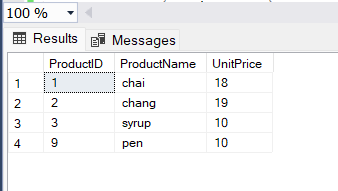 100 %
Results Messages
ProductID ProductName UnitPrice
1 1 chai 18
2 2 chang 19
3 3 syrup 10
4 9 pen 10